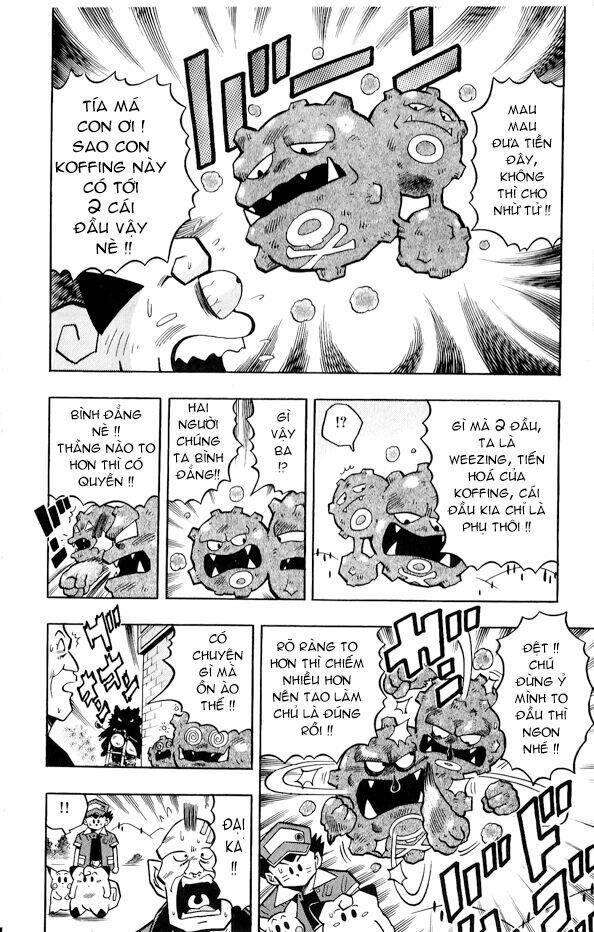 MAU
MAU
ĐƯA TIỀN
ĐÂY,
KHÔNG
THÌ CHO
NHỪ TỬ !!
TÍA MÁ
CON ƠI !
SAO CON
KOFFING NÀY
CÓ TỚI
2 CÁI
ĐẦU VẬY
NÈ !!
GÌ MÀ 2 ĐẦU,
TA LÀ
WEEZING, TIẾN
HOÁ CỦA
KOFFING, CÁI
ĐẦU KIA CHỈ LÀ
PHỤ THÔI !!
!?
GÌ
VẬY
BA
!?
HAI
NGƯỜI
CHÚNG
TA BÌNH
ĐẲNG!!
BÌNH ĐẲNG
NÈ !!
THẰNG NÀO TO
HƠN THÌ CÓ
QUYỀN !!
ĐỆT !!
CHÚ
ĐỪNG Ý
MÌNH TO
ĐẦU THÌ
NGON
NHÉ !!
RÕ RÀNG TO
HƠN THÌ CHIẾM
NHIỀU HƠN
NÊN TAO LÀM
CHỦ LÀ ĐÚNG
RỒI !!
CÓ
CHUYỆN
GÌ MÀ
ỒN ÀO
THẾ !!
ĐẠI
KA
!!
!!